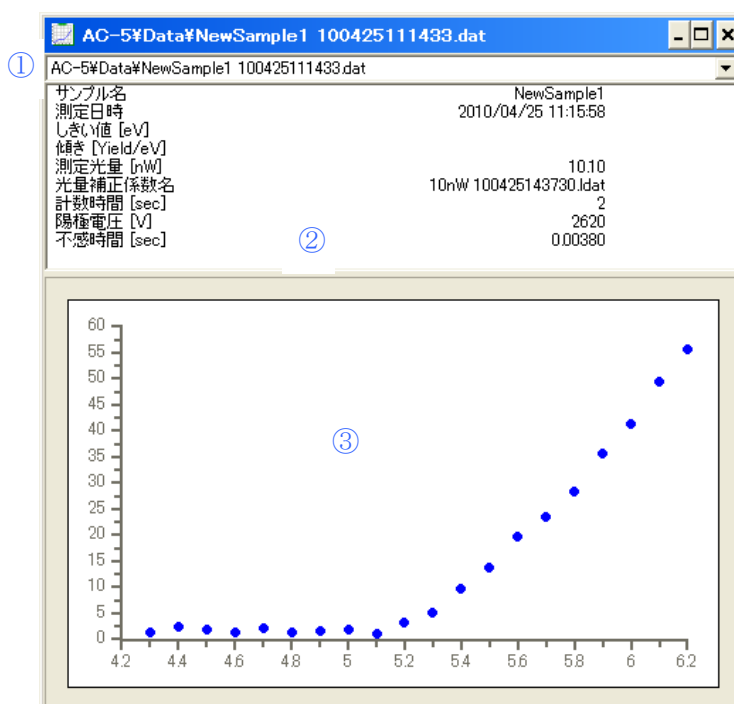 AC-5¥Data¥NewSample1 100425111433.dat
① AC-5¥Data¥NewSample1 100425111433.dat
サンプル名 NewSample1
測定日時 2010/04/25 11:15:58
しきい値 [eV]
傾き [Yield/eV]
測定光量 [nW] 10.10
光量補正係数名 10nW 100425143730.ldat
計数時間 [sec] 2
陽極電圧 [V] 2620
不感時間 [sec] 0.00380
②
60
55
50
45
40
③
35
30
25
20
15
10
5
0
4.2 4.4 4.6 4.8 5 5.2 5.4 5.6 5.8 6 6.2